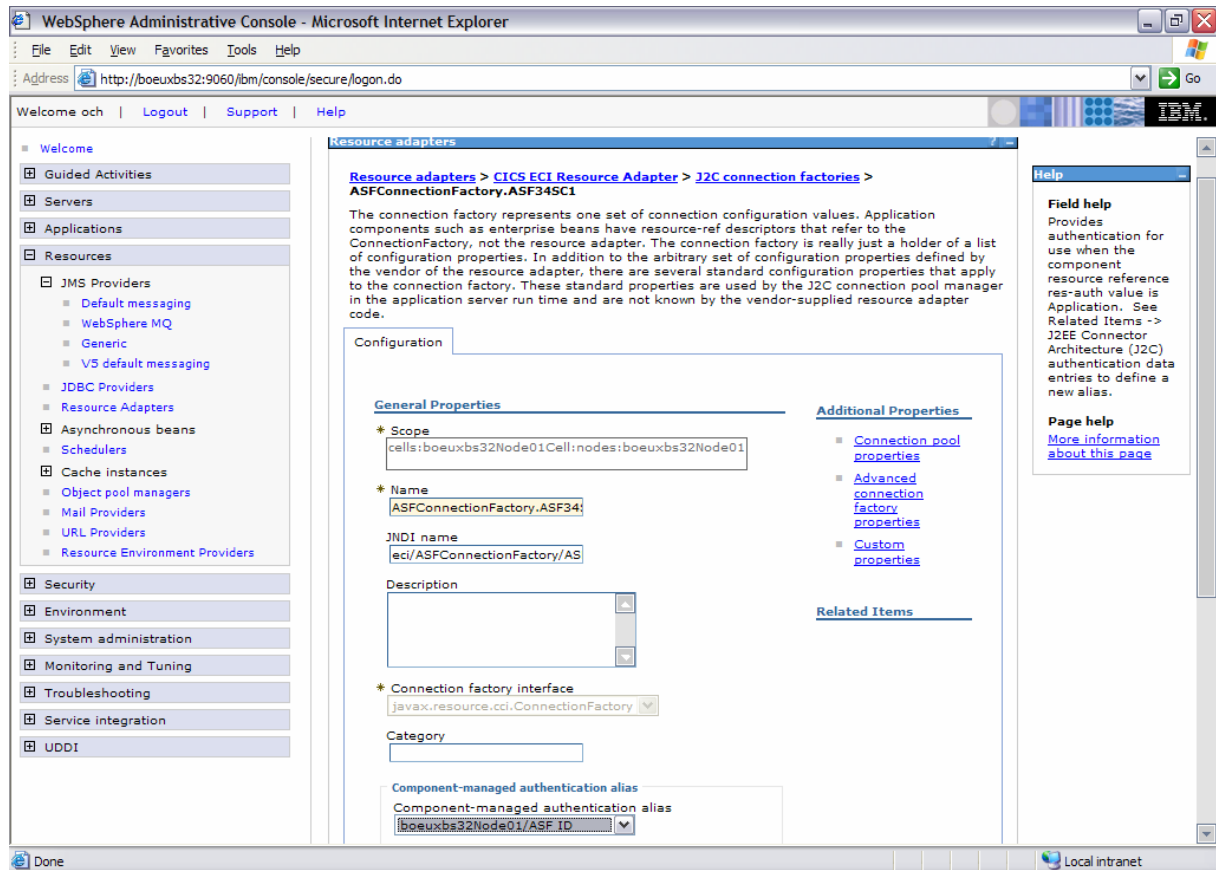 WebSphere Administrative Console - Microsoft Internet Explorer
File Edit View Favorites Tools Help
Address http://boeuxbs32:9060/ibm/console/secure/logon.do Go
Welcome och | Logout | Support | Help
IBM.
Welcome
Guided Activities
Servers
Applications
Resources
JMS Providers
Default messaging
WebSphere MQ
Generic
V5 default messaging
JDBC Providers
Resource Adapters
Asynchronous beans
Schedulers
Cache instances
Object pool managers
Mail Providers
URL Providers
Resource Environment Providers
Security
Environment
System administration
Monitoring and Tuning
Troubleshooting
Service integration
UDDI
Resource adapters ? -
Resource adapters > CICS ECI Resource Adapter > J2C connection factories >
ASFConnectionFactory.ASF34SC1
The connection factory represents one set of connection configuration values. Application
components such as enterprise beans have resource-ref descriptors that refer to the
ConnectionFactory, not the resource adapter. The connection factory is really just a holder of a list
of configuration properties. In addition to the arbitrary set of configuration properties defined by
the vendor of the resource adapter, there are several standard configuration properties that apply
to the connection factory. These standard properties are used by the J2C connection pool manager
in the application server run time and are not known by the vendor-supplied resource adapter
code.
Configuration
General Properties
* Scope
cells:boeuxbs32Node01Cell:nodes:boeuxbs32Node01
* Name
ASFConnectionFactory.ASF34
JNDI name
eci/ASFConnectionFactory/AS
Description
* Connection factory interface
javax.resource.cci.ConnectionFactory
Category
Component-managed authentication alias
Component-managed authentication alias
boeuxbs32Node01/ASF ID
Additional Properties
Connection pool
properties
Advanced
connection
factory
properties
Custom
properties
Related Items
Help -
Field help
Provides
authentication for
use when the
component
resource reference
res-auth value is
Application. See
Related Items ->
J2EE Connector
Architecture (J2C)
authentication data
entries to define a
new alias.
Page help
More information
about this page
Done
Local intranet